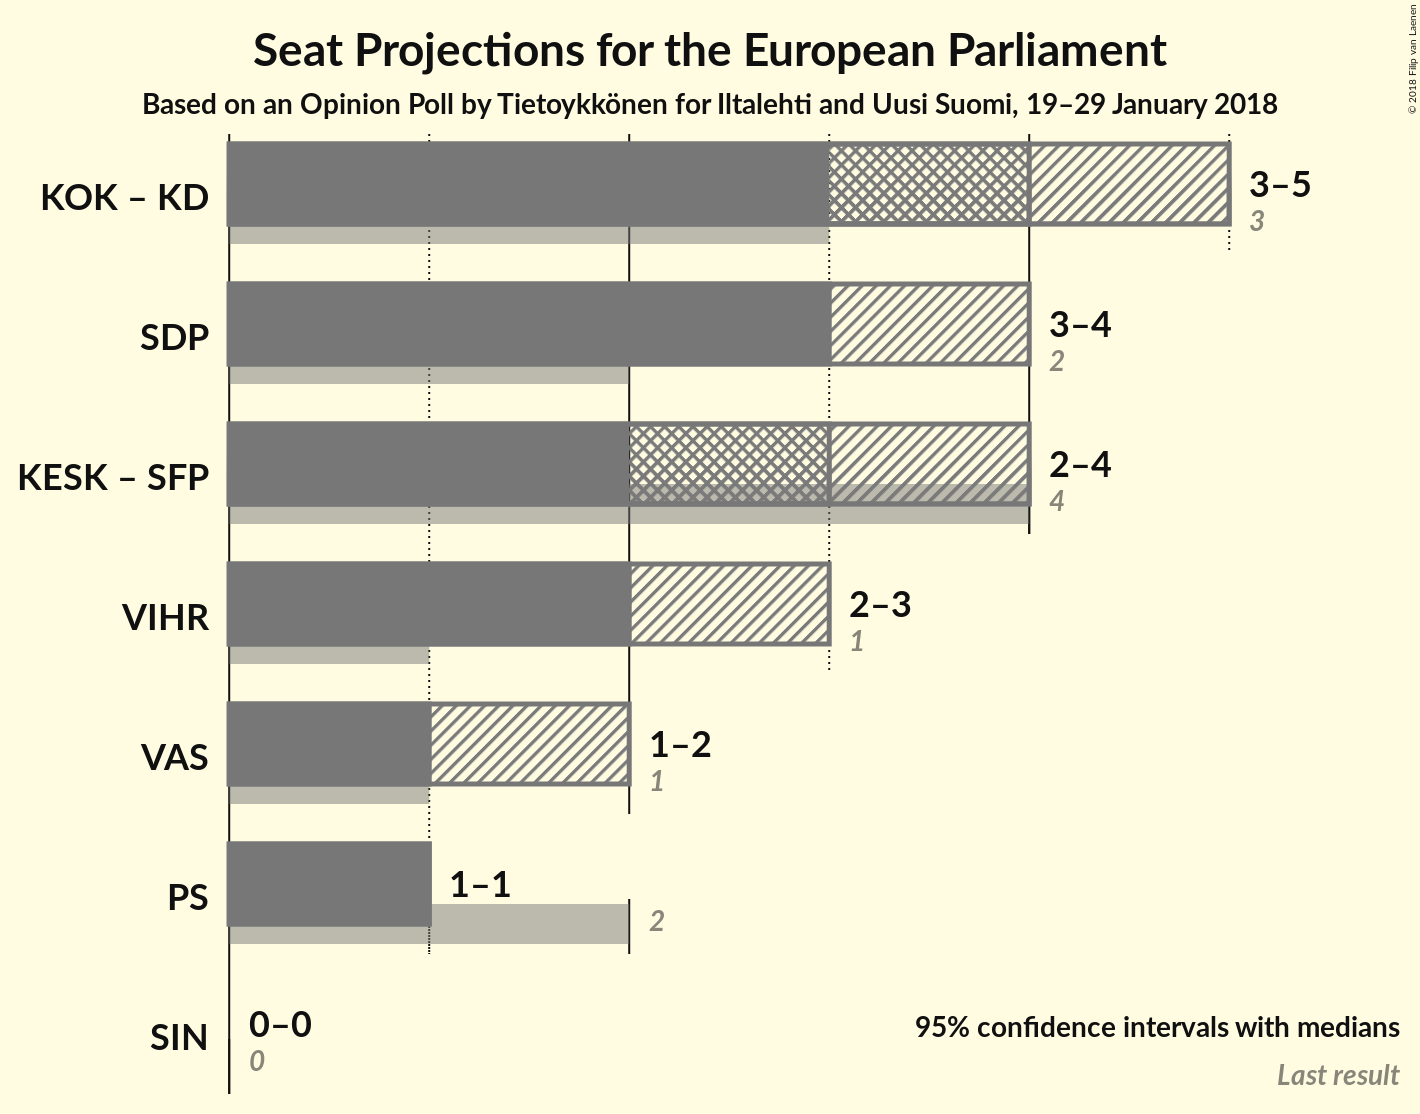 Seat Projections for the European Parliament
Based on an Opinion Poll by Tietoykkönen for Iltalehti and Uusi Suomi, 19–29 January 2018
© 2018 Filip van Laenen
KOK – KD
3–5
3
SDP
3–4
2
KESK – SFP
2–4
4
VIHR
2–3
1
VAS
1–2
1
PS
1–1
2
SIN
0–0
0
95% confidence intervals with medians
Last result